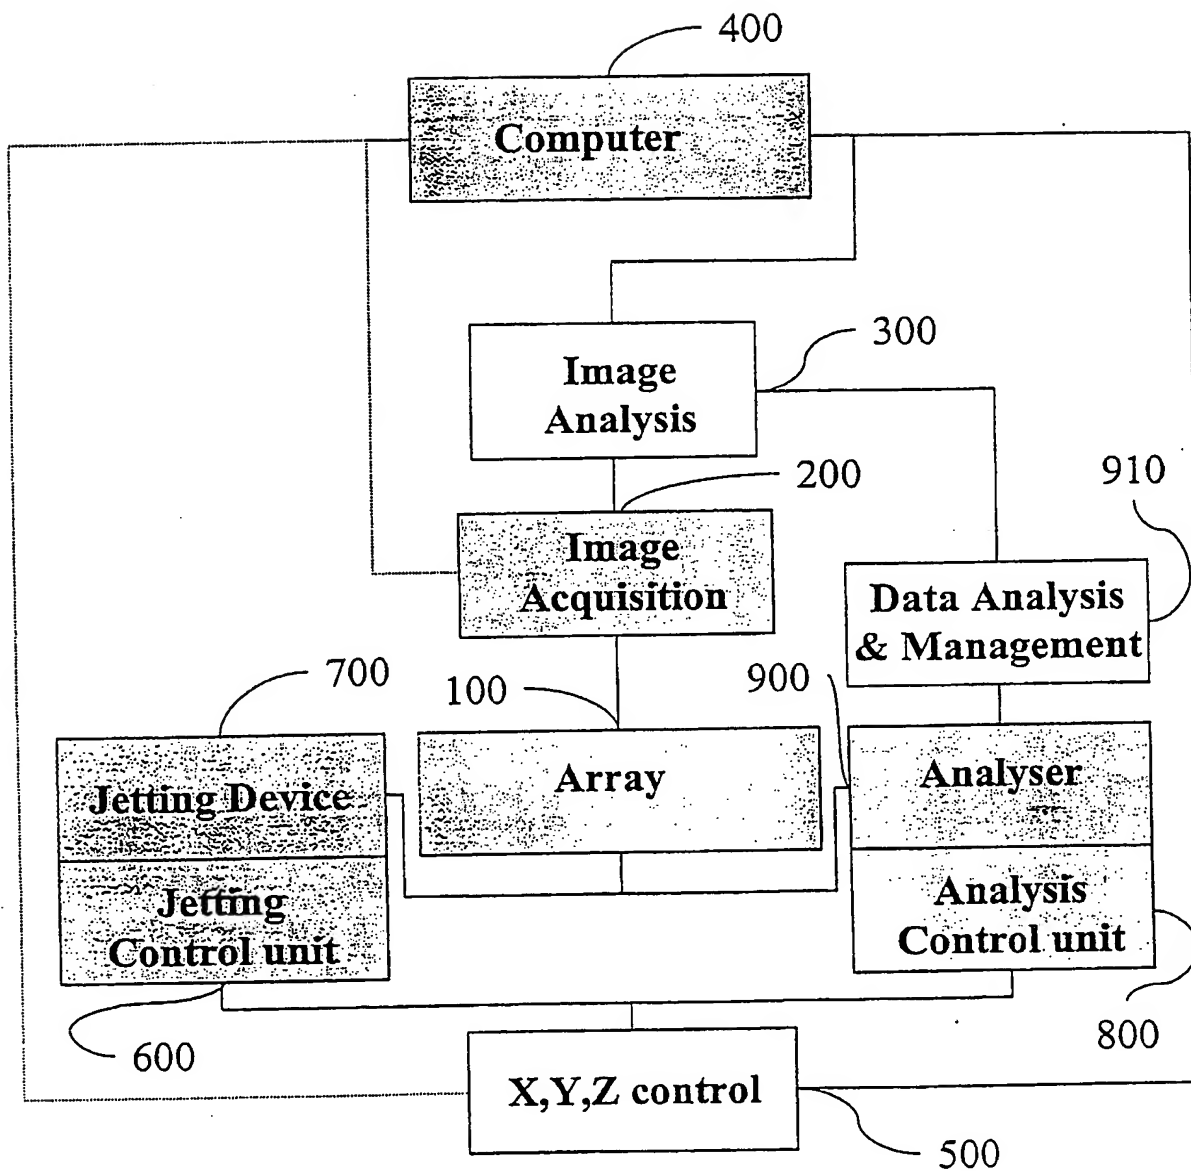 400
Computer
300
Image
Analysis
200
910
Image
Acquisition
Data Analysis
& Management
700
100
900
Jetting Device
Array
Analyser
Jetting
Control unit
Analysis
Control unit
600
800
X,Y,Z control
500